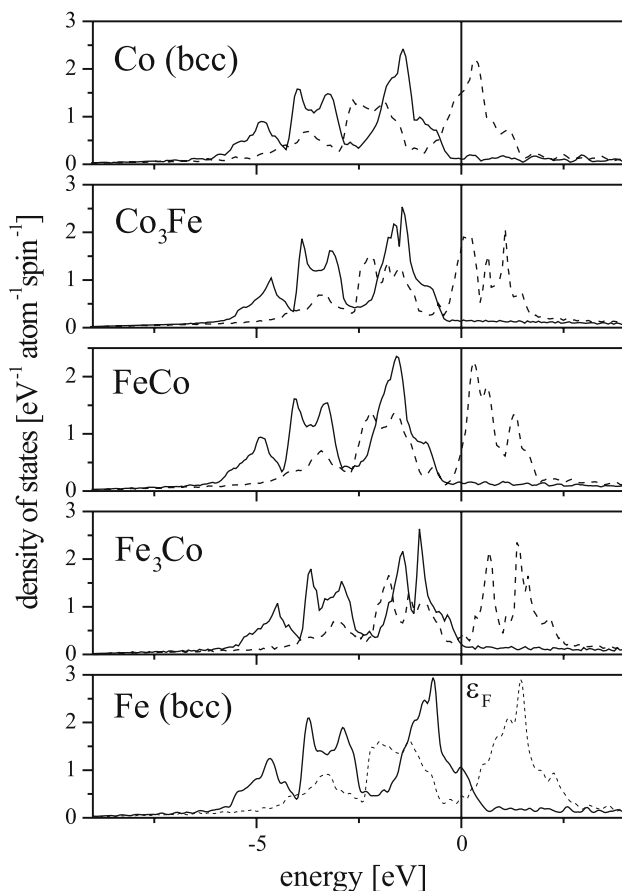 density of states [eV⁻¹ atom⁻¹spin⁻¹]
3
2
1
0
Co (bcc)
3
2
1
0
Co₃Fe
2
1
0
FeCo
3
2
1
0
Fe₃Co
3
2
1
0
Fe (bcc)
εF
-5
0
energy [eV]